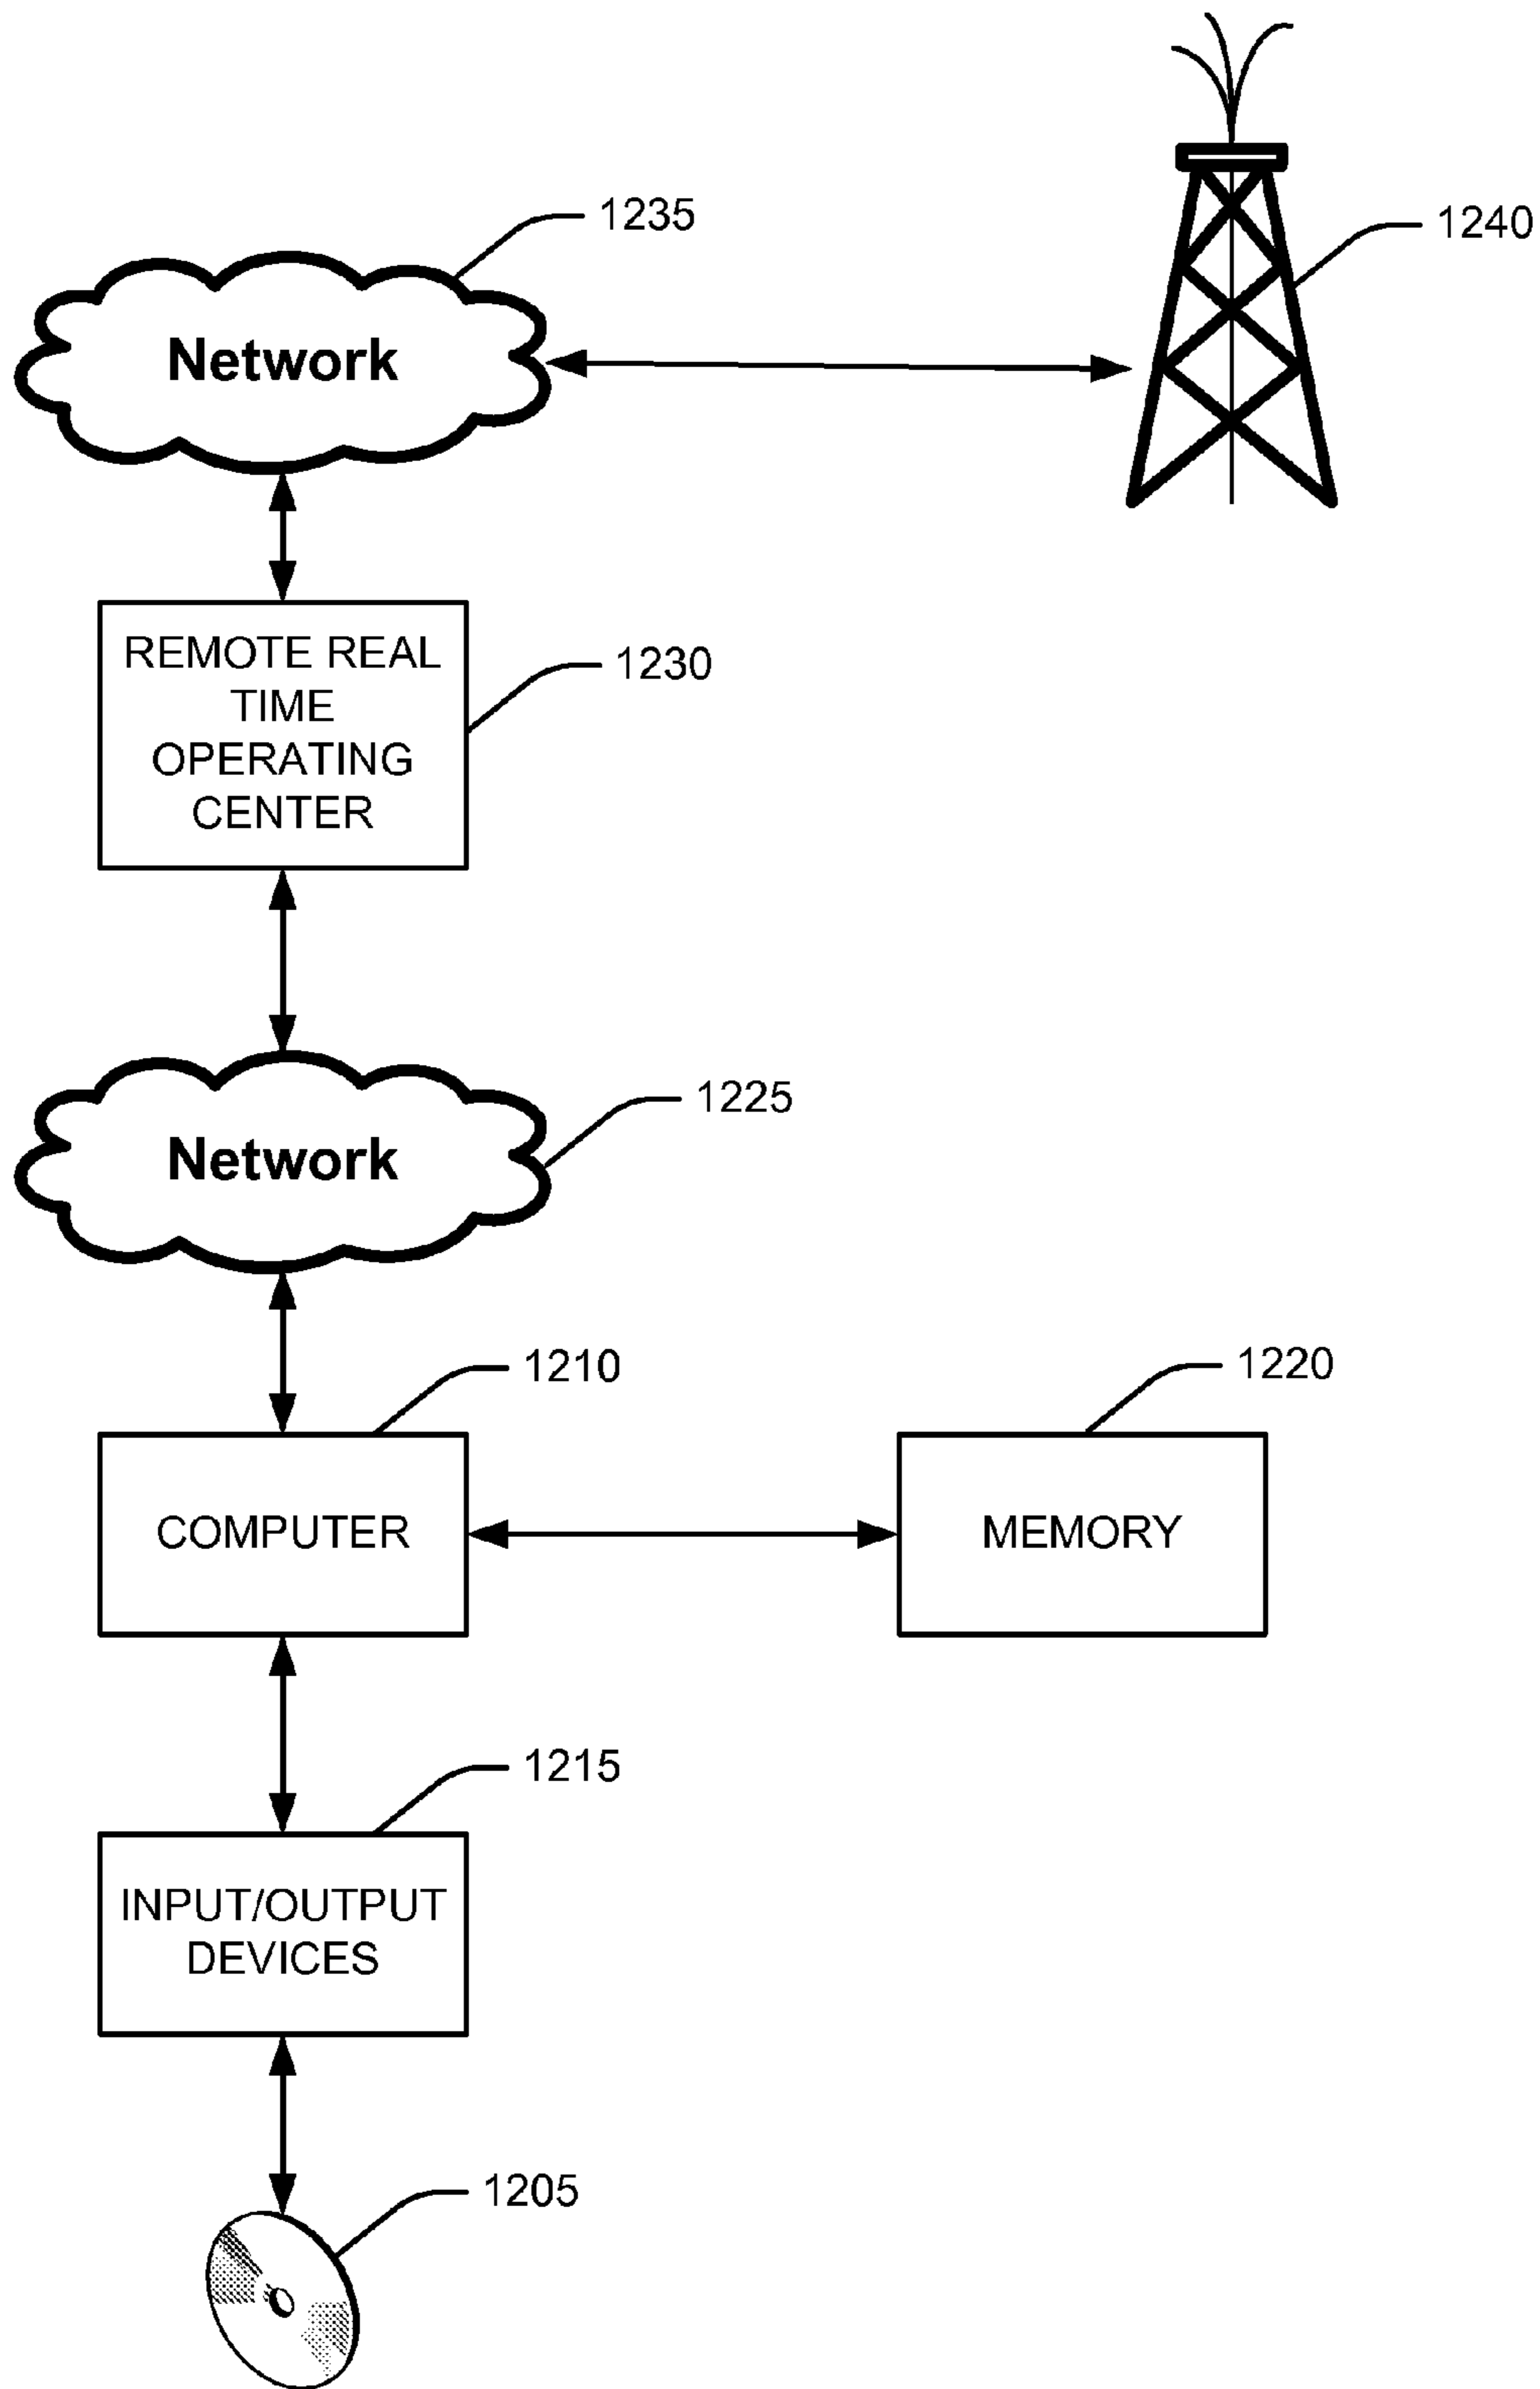 1235
1240
Network
REMOTE REAL
TIME
OPERATING
CENTER
1230
1225
Network
1210
1220
COMPUTER
MEMORY
1215
INPUT/OUTPUT
DEVICES
1205